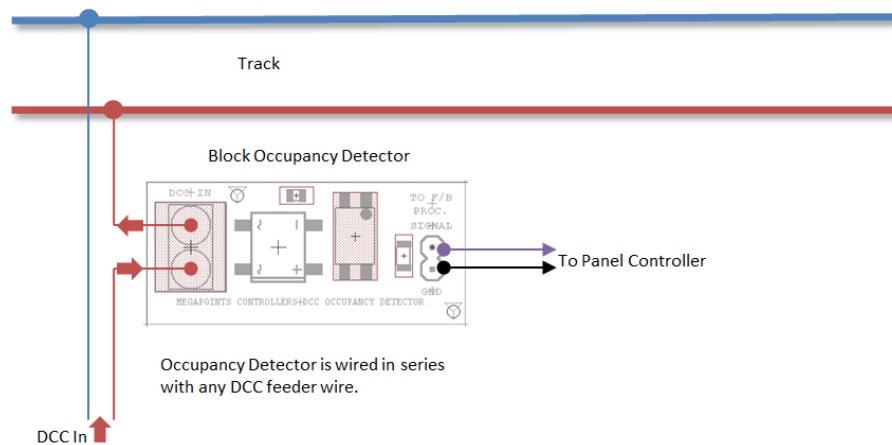 Track
Block Occupancy Detector
DCC IN
TO F/B
PROC.
SIGNAL
To Panel Controller
GND
MEGAPOINTS CONTROLLERS DCC OCCUPANCY DETECTOR
Occupancy Detector is wired in series
with any DCC feeder wire.
DCC In